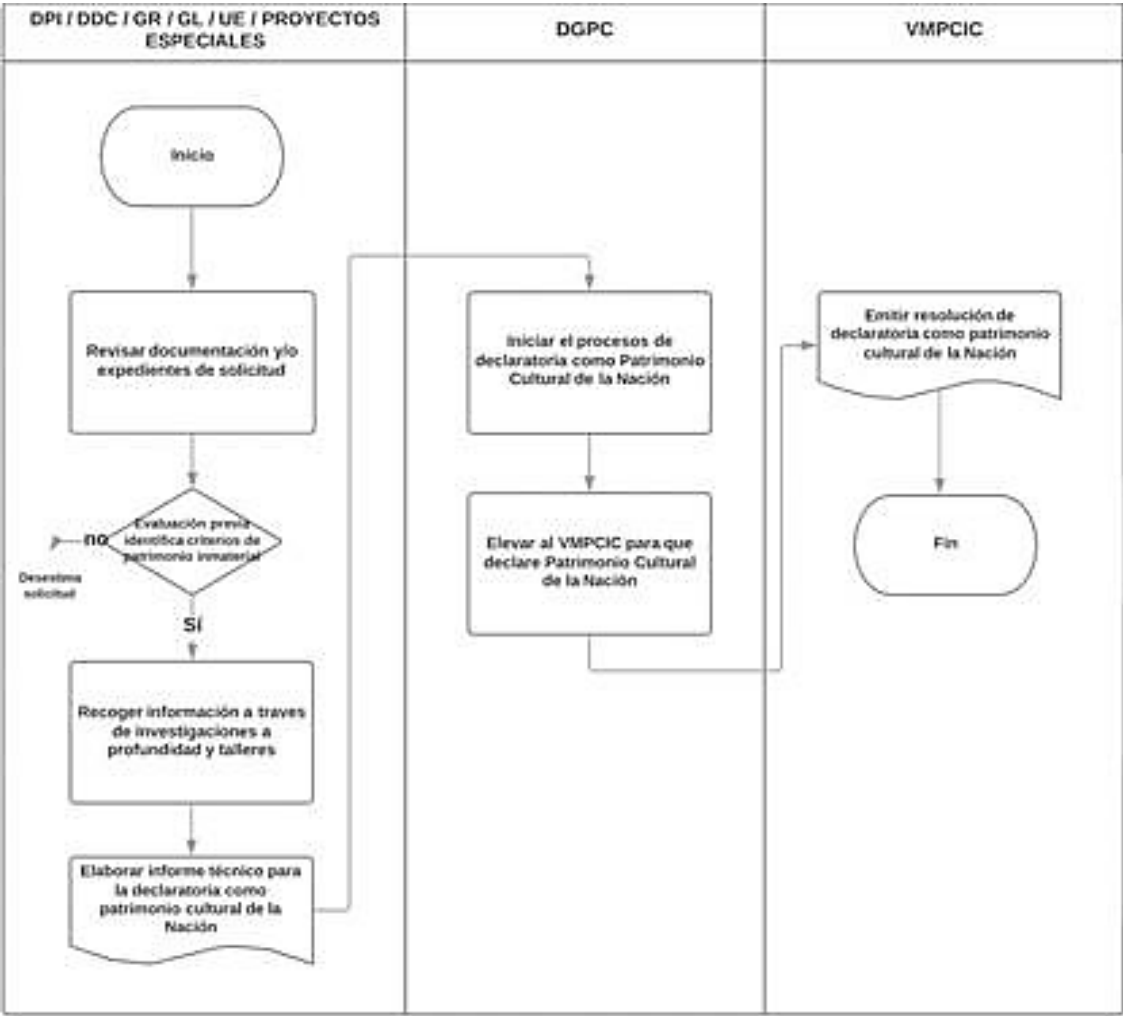 DPI / DDC / GR / GL / UE / PROYECTOS
ESPECIALES
DGPC
VMPCIC
Inicio
Revisar documentación y/o
expedientes de solicitud
Evaluación previa
identifica criterios de
patrimonio inmaterial
no
Desestima
solicitud
Sí
Recoger información a traves
de investigaciones a
profundidad y talleres
Elaborar informe técnico para
la declaratoria como
patrimonio cultural de la
Nación
Iniciar el procesos de
declaratoria como Patrimonio
Cultural de la Nación
Elevar al VMPCIC para que
declare Patrimonio Cultural
de la Nación
Emitir resolución de
declaratoria como patrimonio
cultural de la Nación
Fin